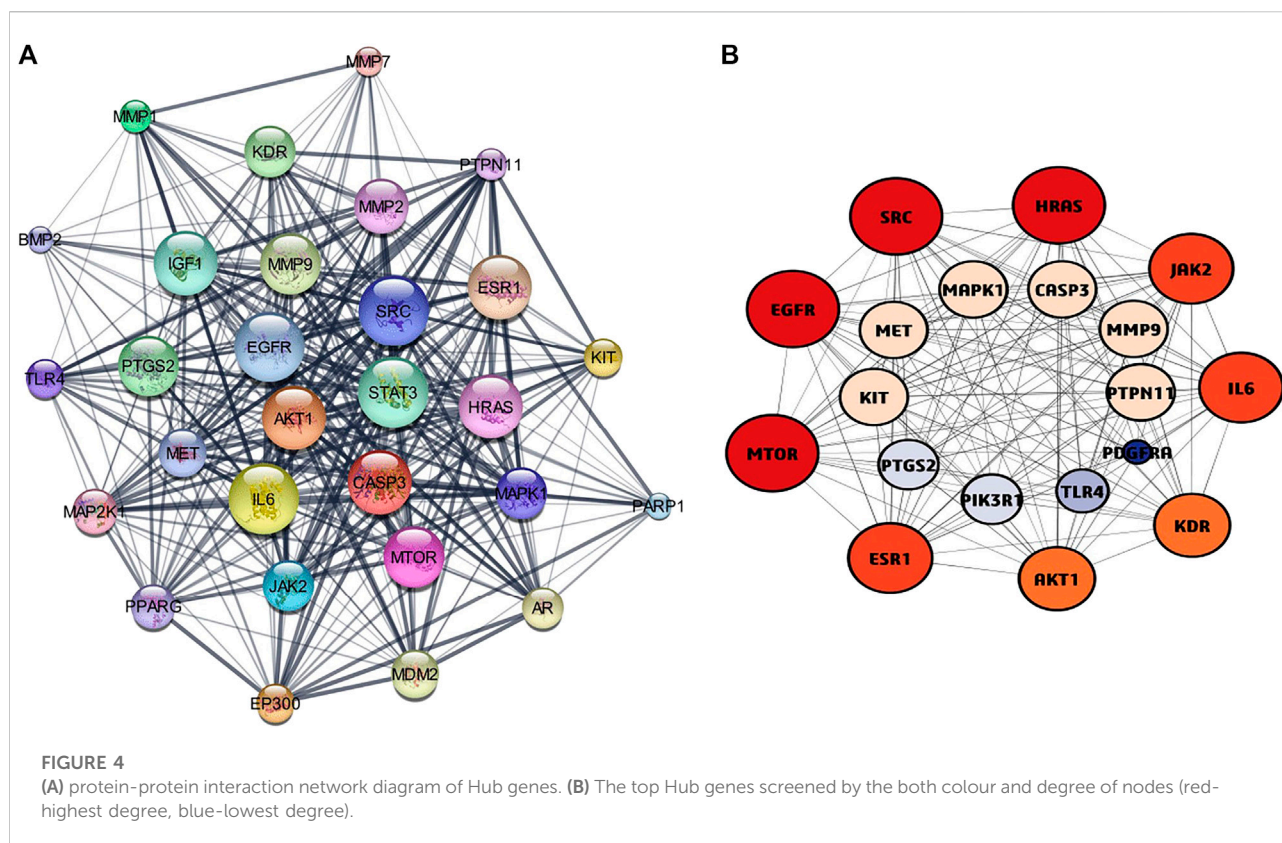 A
B
MMP7
MMP1
KDR
PTPN11
MMP2
BMP2
IGF1
MMP9
ESR1
SRC
EGFR
KIT
PTGS2
TLR4
STAT3
AKT1
HRAS
MET
CASP3
IL6
MAPK1
MAP2K1
PARP1
MTOR
JAK2
PPARG
AR
MDM2
EP300
SRC
HRAS
JAK2
MAPK1
CASP3
EGFR
MET
MMP9
KIT
PTPN11
IL6
MTOR
PTGS2
PDGFRA
PIK3R1
TLR4
KDR
ESR1
AKT1
FIGURE 4
(A) protein-protein interaction network diagram of Hub genes. (B) The top Hub genes screened by the both colour and degree of nodes (red-
highest degree, blue-lowest degree).